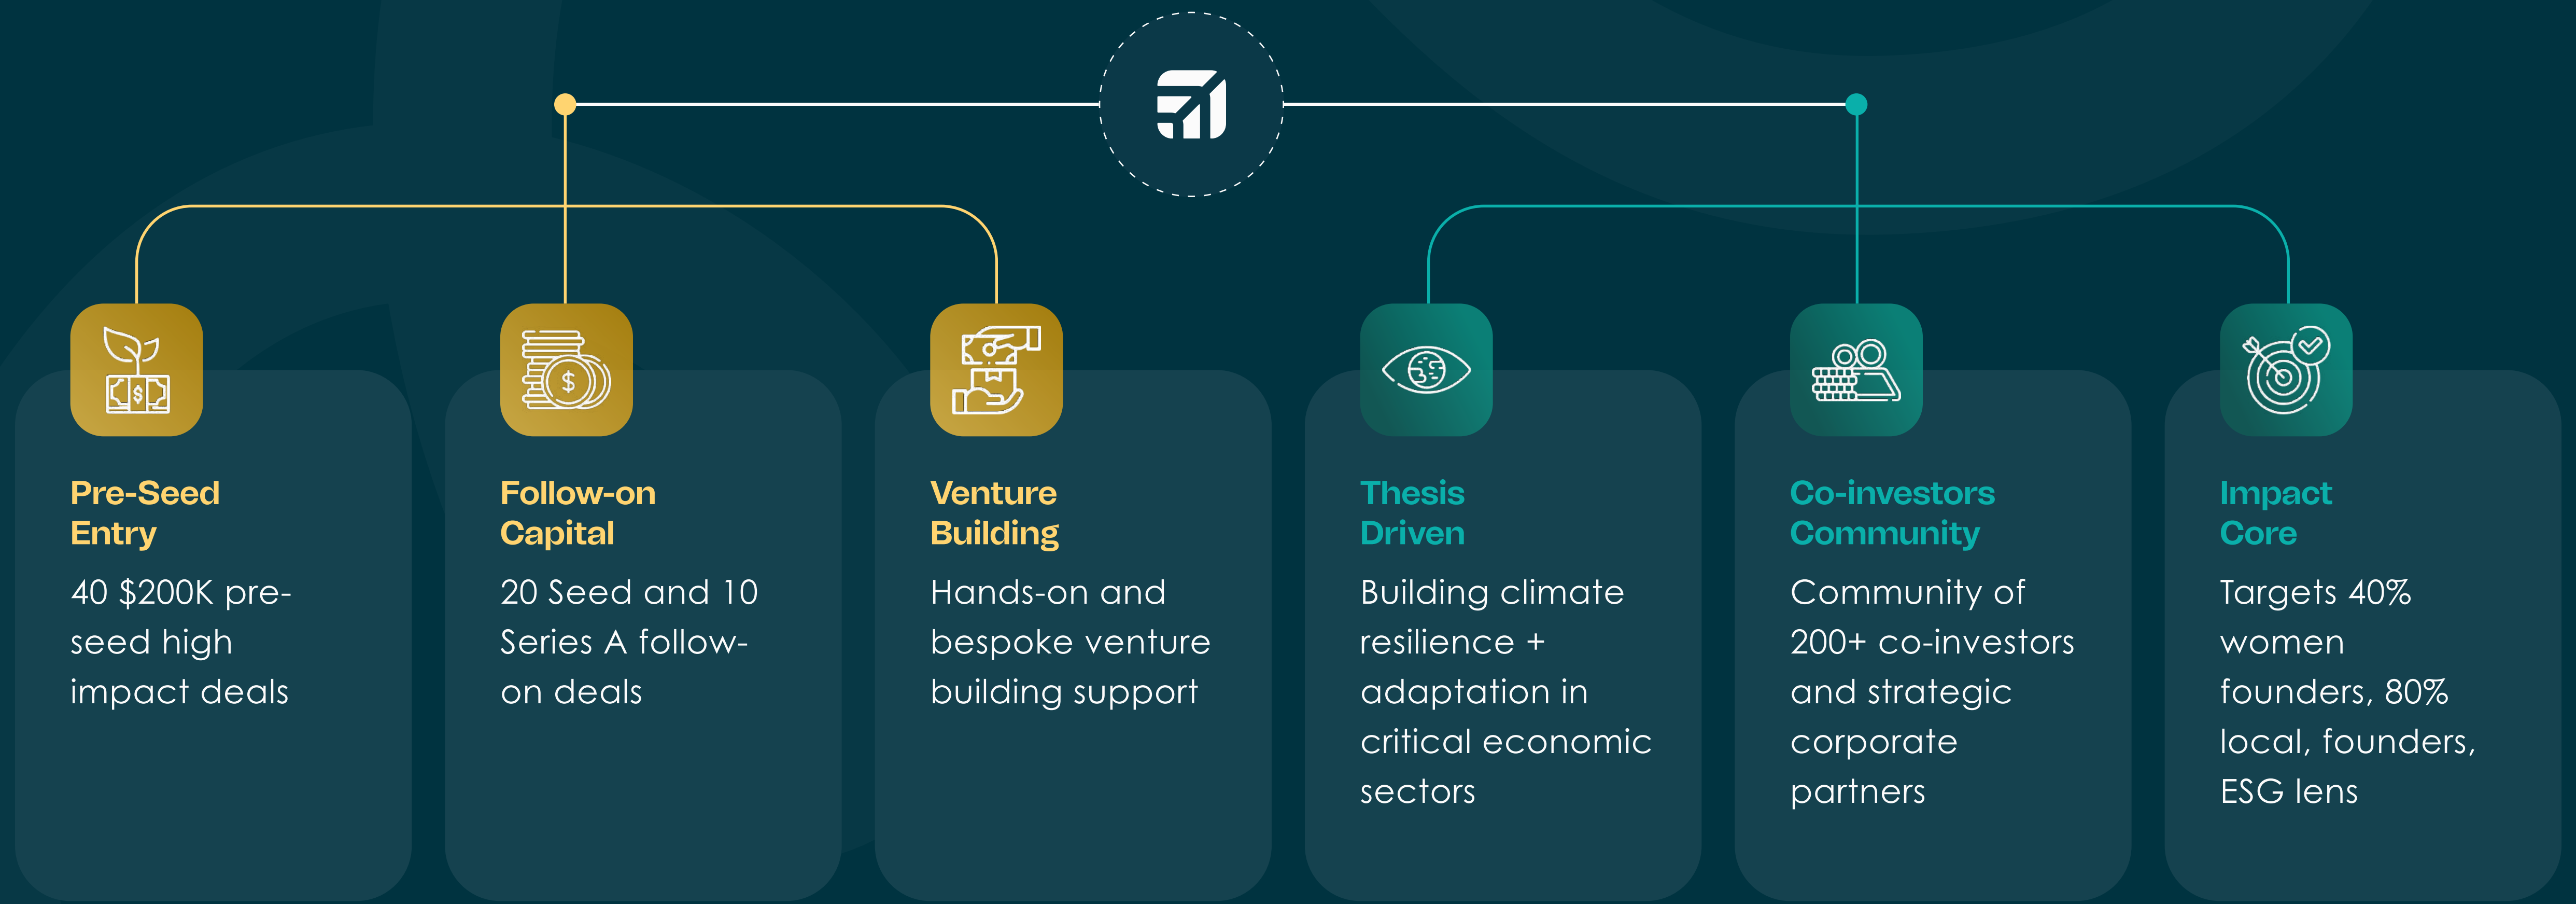 Pre-Seed
Entry
40 $200K pre-
seed high
impact deals
Follow-on
Capital
20 Seed and 10
Series A follow-
on deals
Venture
Building
Hands-on and
bespoke venture
building support
Thesis
Driven
Building climate
resilience +
adaptation in
critical economic
sectors
Co-investors
Community
Community of
200+ co-investors
and strategic
corporate
partners
Impact
Core
Targets 40%
women
founders, 80%
local, founders,
ESG lens